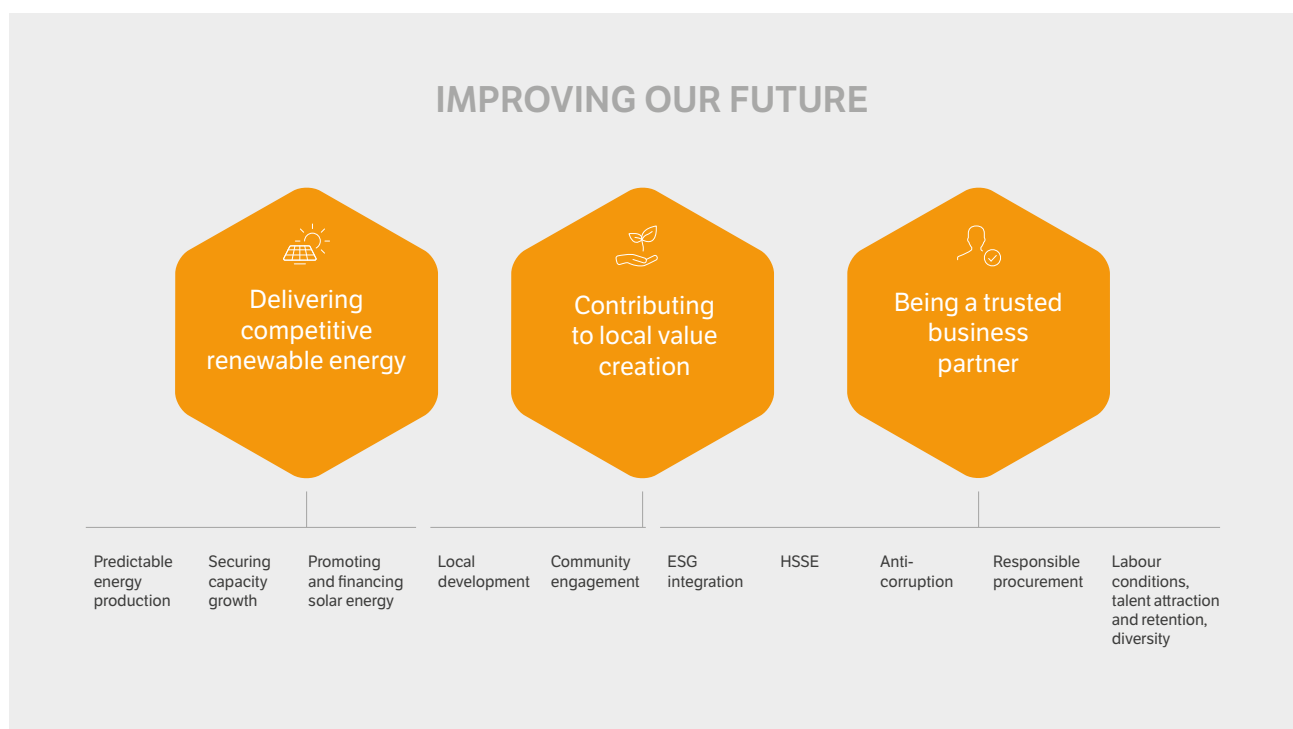 IMPROVING OUR FUTURE
Delivering
competitive
renewable energy
Contributing
to local value
creation
Being a trusted
business
partner
Predictable
energy
production
Securing
capacity
growth
Promoting
and financing
solar energy
Local
development
Community
engagement
ESG
integration
HSSE
Anti-
corruption
Responsible
procurement
Labour
conditions,
talent attraction
and retention,
diversity